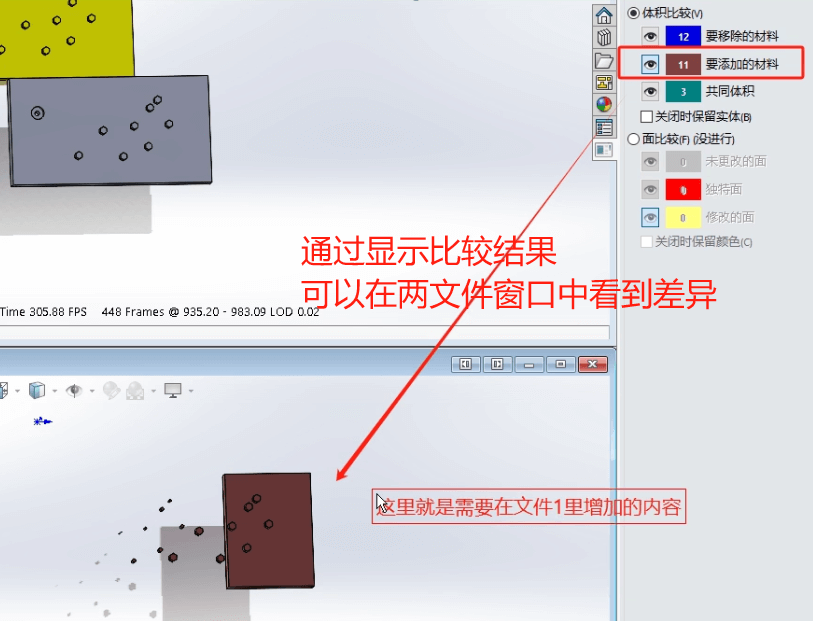 体积比较(V)
12 要移除的材料
11 要添加的材料
3 共同体积
关闭时保留实体(B)
面比较(F) (没进行)
0 未更改的面
0 独特面
0 修改的面
关闭时保留颜色(C)
通过显示比较结果
可以在两文件窗口中看到差异
Time 305.88 FPS 448 Frames @ 935.20 - 983.09 LOD 0.02
这里就是需要在文件1里增加的内容